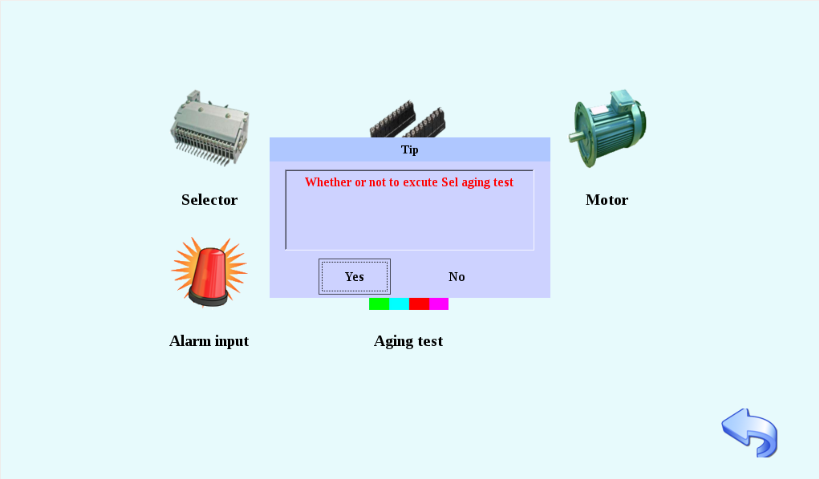 Tip
Whether or not to excute Sel aging test
Yes
No
Selector
Motor
Alarm input
Aging test